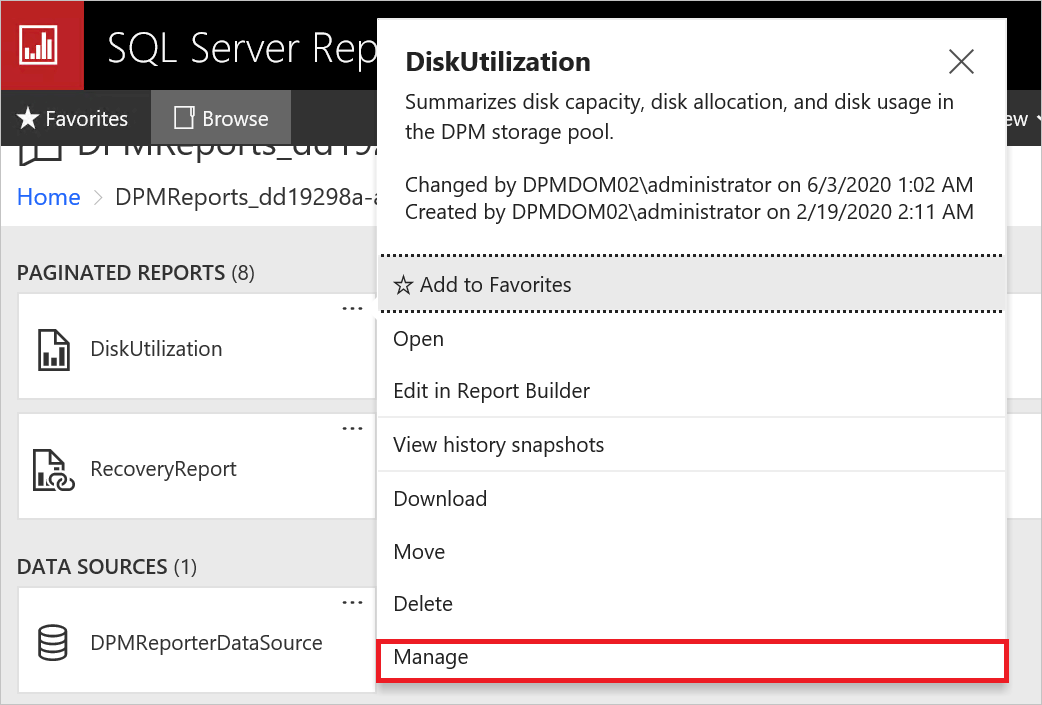 SQL Server Rep
Favorites
Browse
ew
DPMReports_dd192
Home > DPMReports_dd19298a-a
PAGINATED REPORTS (8)
...
DiskUtilization
...
RecoveryReport
DATA SOURCES (1)
...
DPMReporterDataSource
DiskUtilization
Summarizes disk capacity, disk allocation, and disk usage in
the DPM storage pool.
Changed by DPMDOM02\administrator on 6/3/2020 1:02 AM
Created by DPMDOM02\administrator on 2/19/2020 2:11 AM
Add to Favorites
Open
Edit in Report Builder
View history snapshots
Download
Move
Delete
Manage